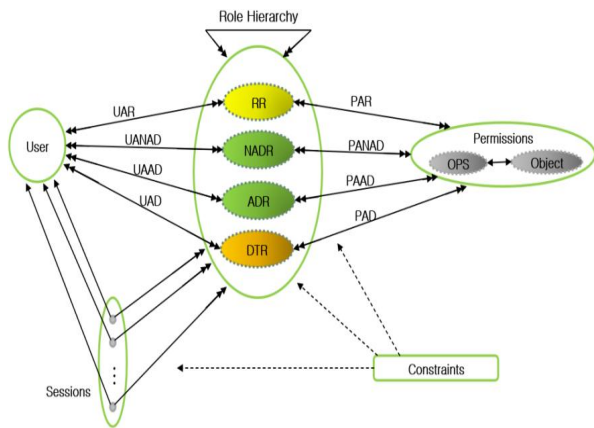 Role Hierarchy
RR
UAR
PAR
User
UANAD
NADR
PANAD
Permissions
OPS
Object
UAAD
ADR
PAAD
UAD
DTR
PAD
Sessions
Constraints